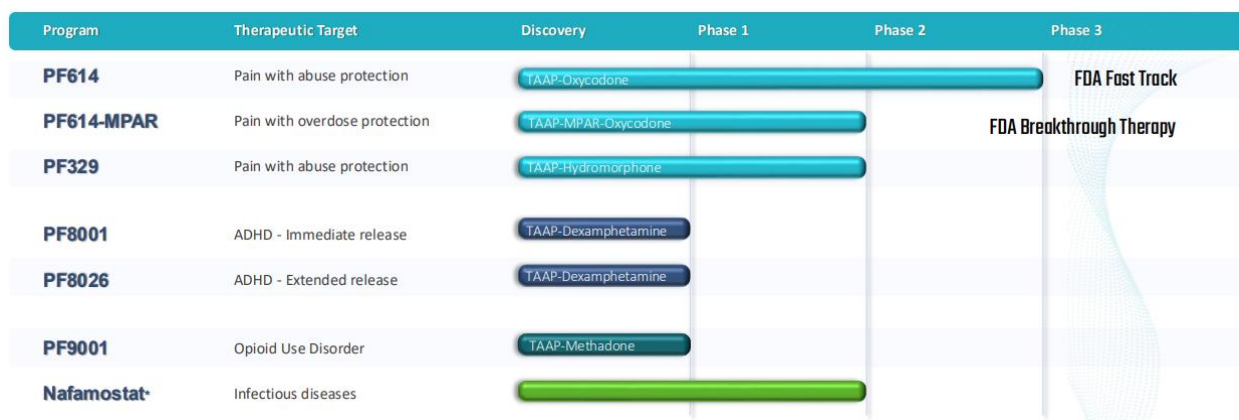 Program Therapeutic Target Discovery Phase 1 Phase 2 Phase 3
PF614 Pain with abuse protection TAAP-Oxycodone FDA Fast Track
PF614-MPAR Pain with overdose protection TAAP-MPAR-Oxycodone FDA Breakthrough Therapy
PF329 Pain with abuse protection TAAP-Hydromorphone
PF8001 ADHD - Immediate release TAAP-Dexamphetamine
PF8026 ADHD - Extended release TAAP-Dexamphetamine
PF9001 Opioid Use Disorder TAAP-Methadone
Nafamostat* Infectious diseases